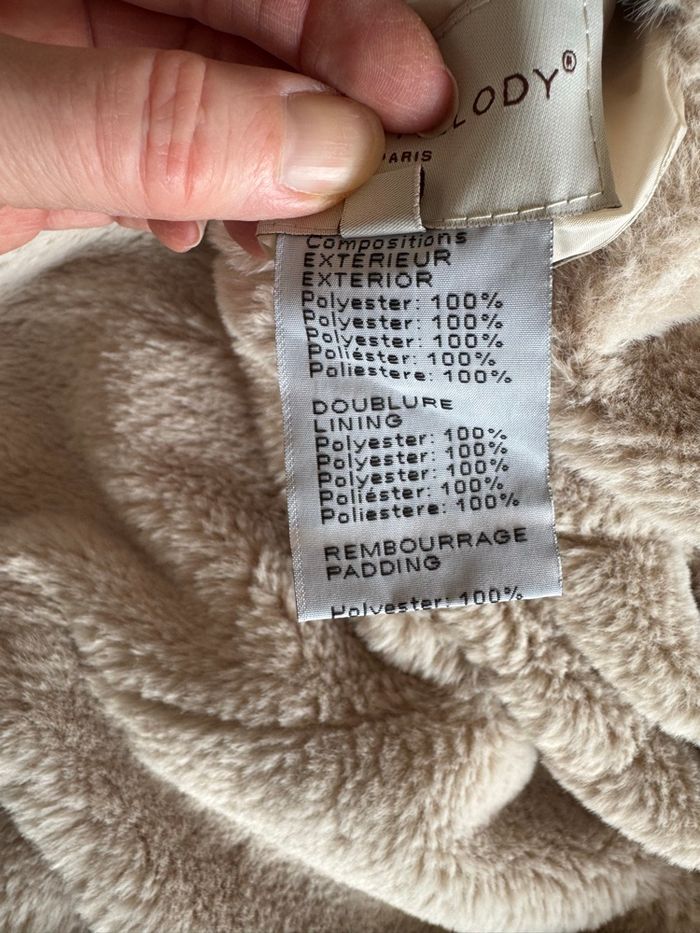 LODY®
PARIS
Compositions
EXTÉRIEUR
EXTERIOR
Polyester: 100%
Polyester: 100%
Polyester: 100%
Poliéster: 100%
Poliestere: 100%
DOUBLURE
LINING
Polyester: 100%
Polyester: 100%
Polyester: 100%
Poliéster: 100%
Poliestere: 100%
REMBOURRAGE
PADDING
Polyester: 100%